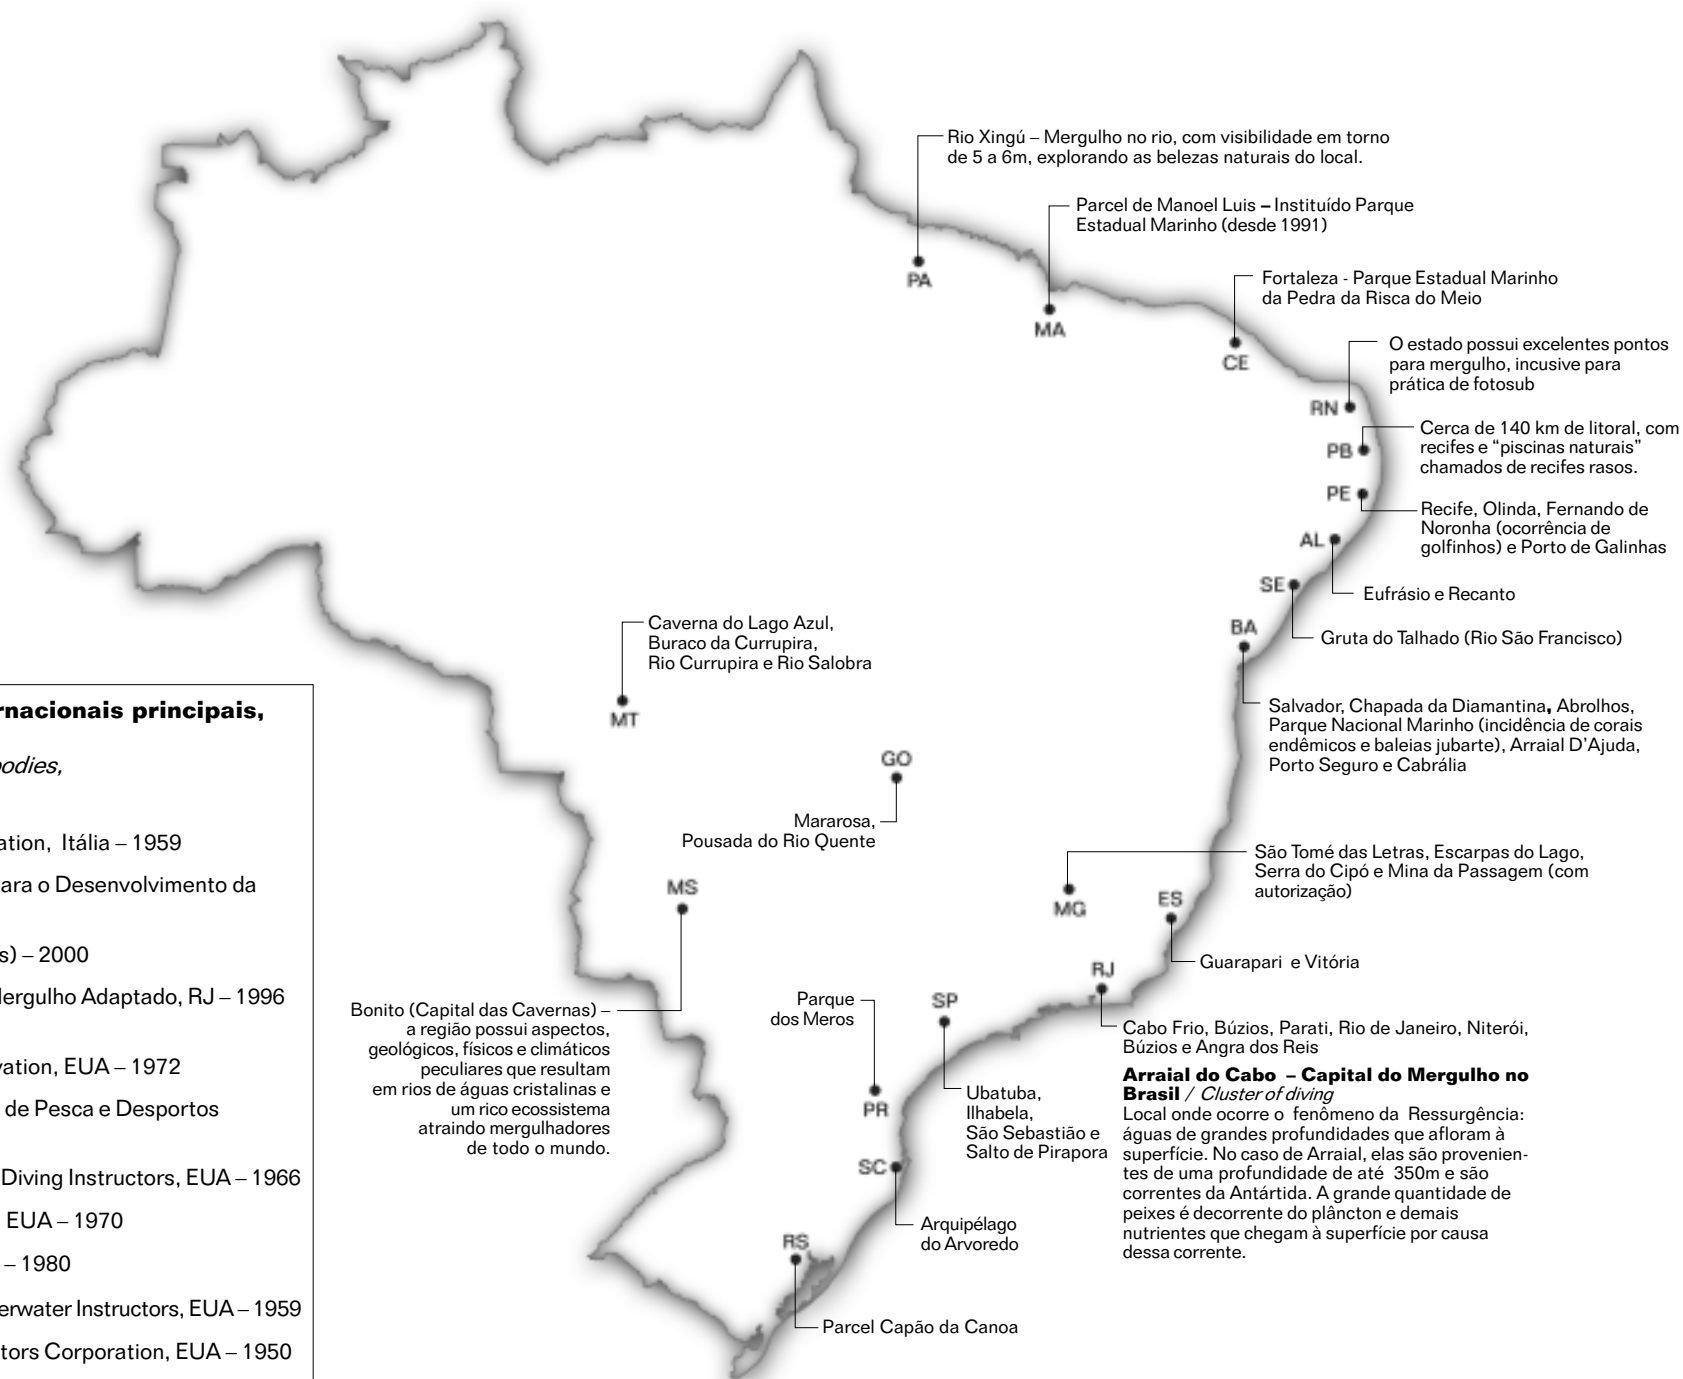 Rio Xingú – Mergulho no rio, com visibilidade em torno
de 5 a 6m, explorando as belezas naturais do local.
PA
Parcel de Manoel Luis – Instituído Parque
Estadual Marinho (desde 1991)
MA
Fortaleza - Parque Estadual Marinho
da Pedra da Risca do Meio
CE
O estado possui excelentes pontos
para mergulho, incusive para
prática de fotosub
RN
Cerca de 140 km de litoral, com
recifes e “piscinas naturais”
chamados de recifes rasos.
PB
PE
Recife, Olinda, Fernando de
Noronha (ocorrência de
golfinhos) e Porto de Galinhas
AL
Eufrásio e Recanto
SE
Gruta do Talhado (Rio São Francisco)
BA
Salvador, Chapada da Diamantina, Abrolhos,
Parque Nacional Marinho (incidência de corais
endêmicos e baleias jubarte), Arraial D’Ajuda,
Porto Seguro e Cabrália
Caverna do Lago Azul,
Buraco da Currupira,
Rio Currupira e Rio Salobra
MT
GO
Mararosa,
Pousada do Rio Quente
São Tomé das Letras, Escarpas do Lago,
Serra do Cipó e Mina da Passagem (com
autorização)
MG
ES
Guarapari e Vitória
MS
Bonito (Capital das Cavernas) –
a região possui aspectos,
geológicos, físicos e climáticos
peculiares que resultam
em rios de águas cristalinas e
um rico ecossistema
atraindo mergulhadores
de todo o mundo.
RJ
Cabo Frio, Búzios, Parati, Rio de Janeiro, Niterói,
Búzios e Angra dos Reis
Arraial do Cabo – Capital do Mergulho no
Brasil / Cluster of diving
Local onde ocorre o fenômeno da Ressurgência:
águas de grandes profundidades que afloram à
superfície. No caso de Arraial, elas são provenien-
tes de uma profundidade de até 350m e são
correntes da Antártida. A grande quantidade de
peixes é decorrente do plâncton e demais
nutrientes que chegam à superfície por causa
dessa corrente.
SP
Ubatuba,
Ilhabela,
São Sebastião e
Salto de Pirapora
Parque
dos Meros
PR
SC
Arquipélago
do Arvoredo
RS
Parcel Capão da Canoa
rnacionais principais,
odies,
ation, Itália – 1959
ara o Desenvolvimento da
s) – 2000
lergulho Adaptado, RJ – 1996
vation, EUA – 1972
de Pesca e Desportos
Diving Instructors, EUA – 1966
EUA – 1970
– 1980
erwater Instructors, EUA – 1959
tors Corporation, EUA – 1950